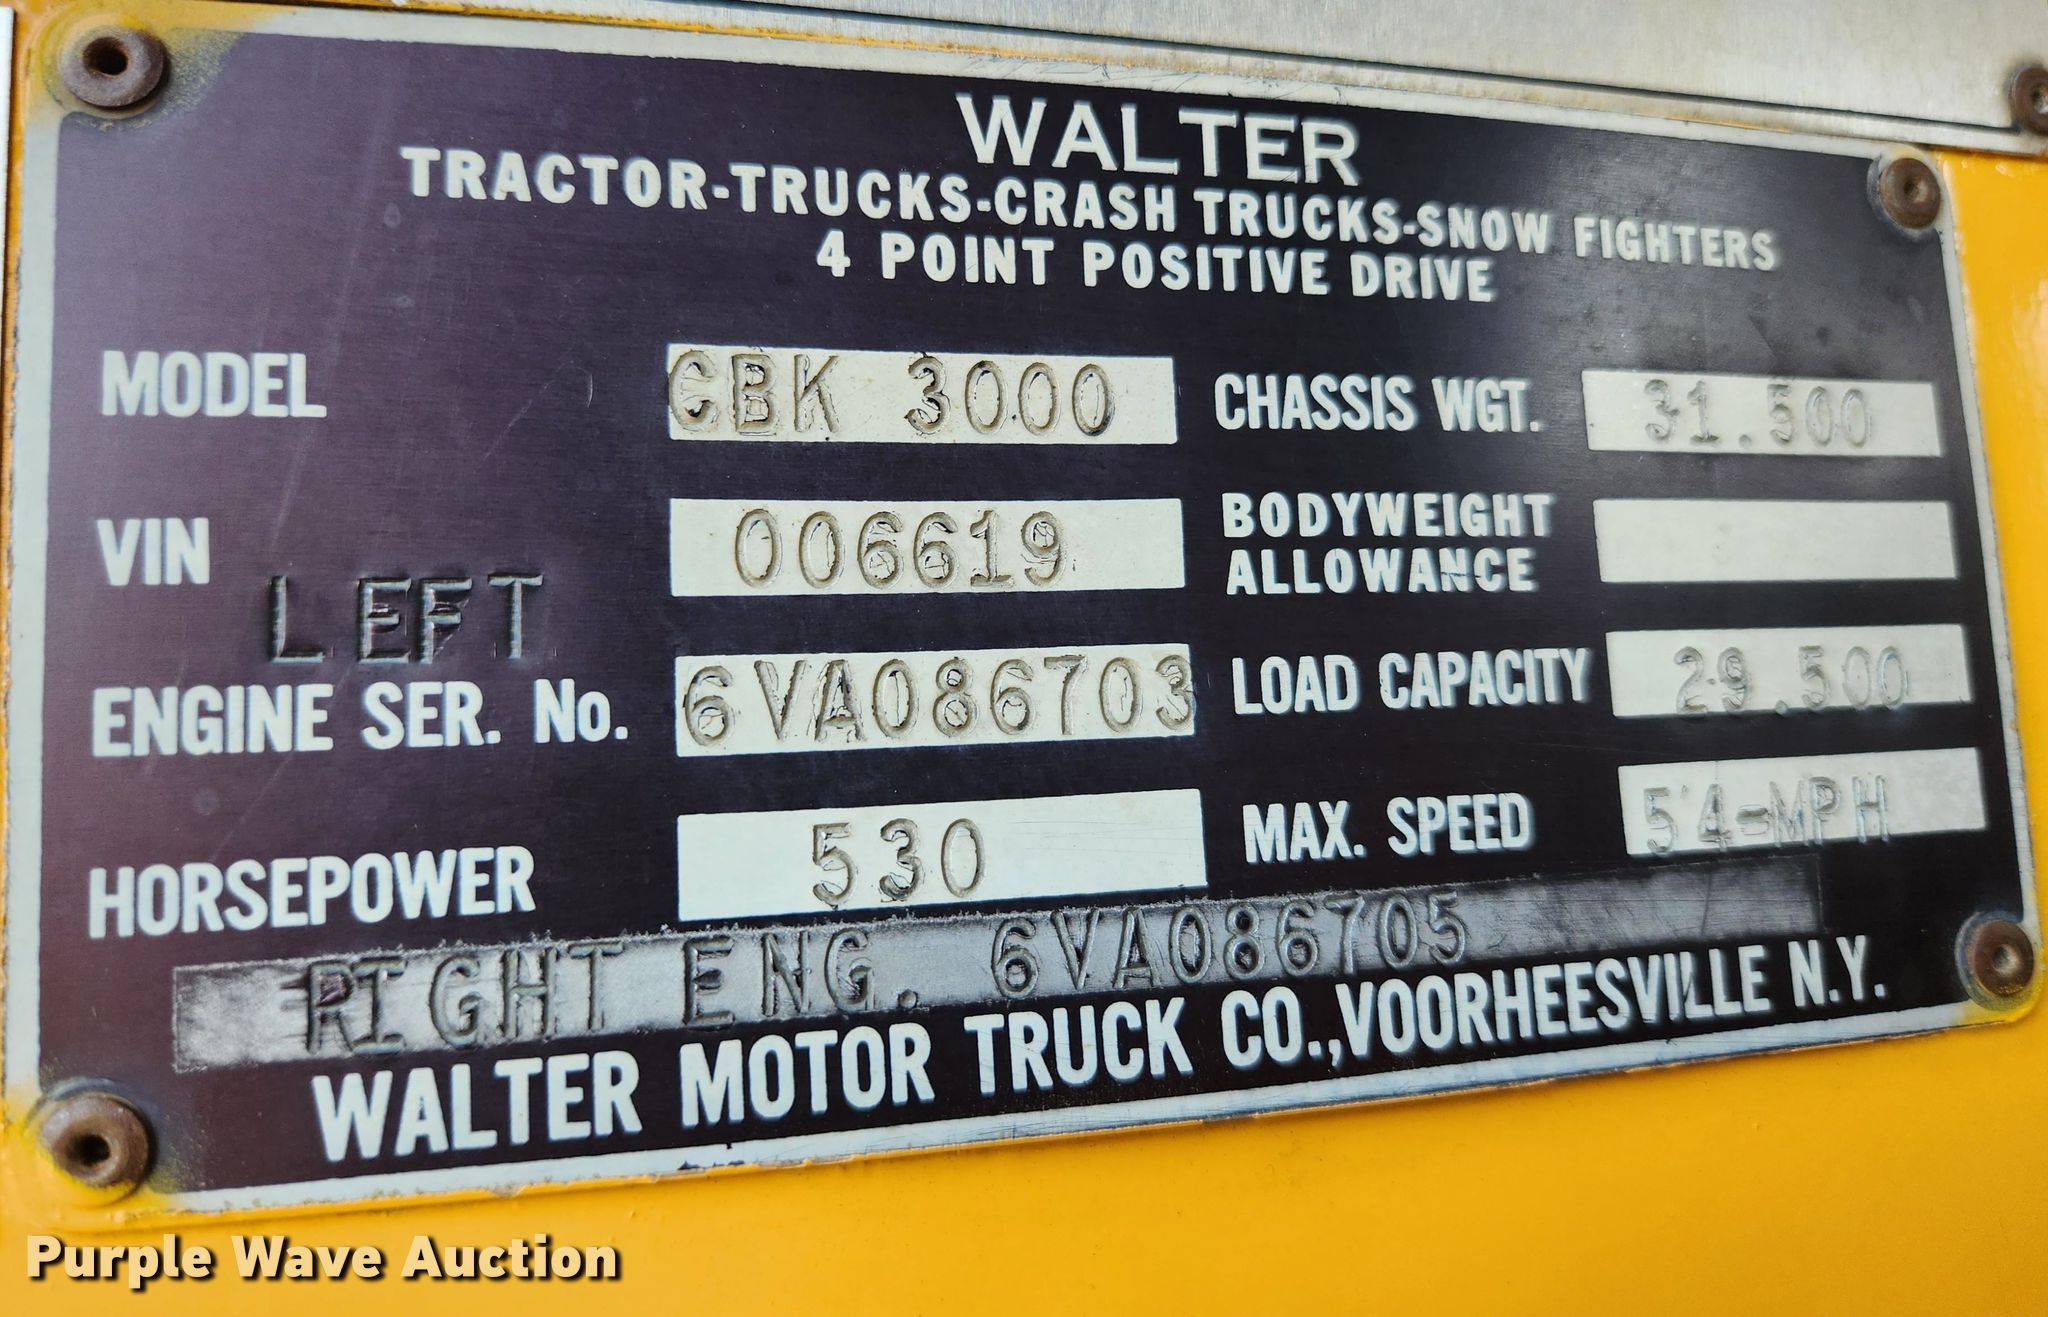 WALTER
TRACTOR-TRUCKS-CRASH TRUCKS-SNOW FIGHTERS
4 POINT POSITIVE DRIVE
MODEL CBK 3000 CHASSIS WGT. 31.500
VIN 006619 BODYWEIGHT ALLOWANCE
LEFT
ENGINE SER. No. 6VA086703 LOAD CAPACITY 29.500
HORSEPOWER 530 MAX. SPEED 54-MPH
RIGHT ENG. 6VA086705
WALTER MOTOR TRUCK CO., VOORHEESVILLE N.Y.
Purple Wave Auction